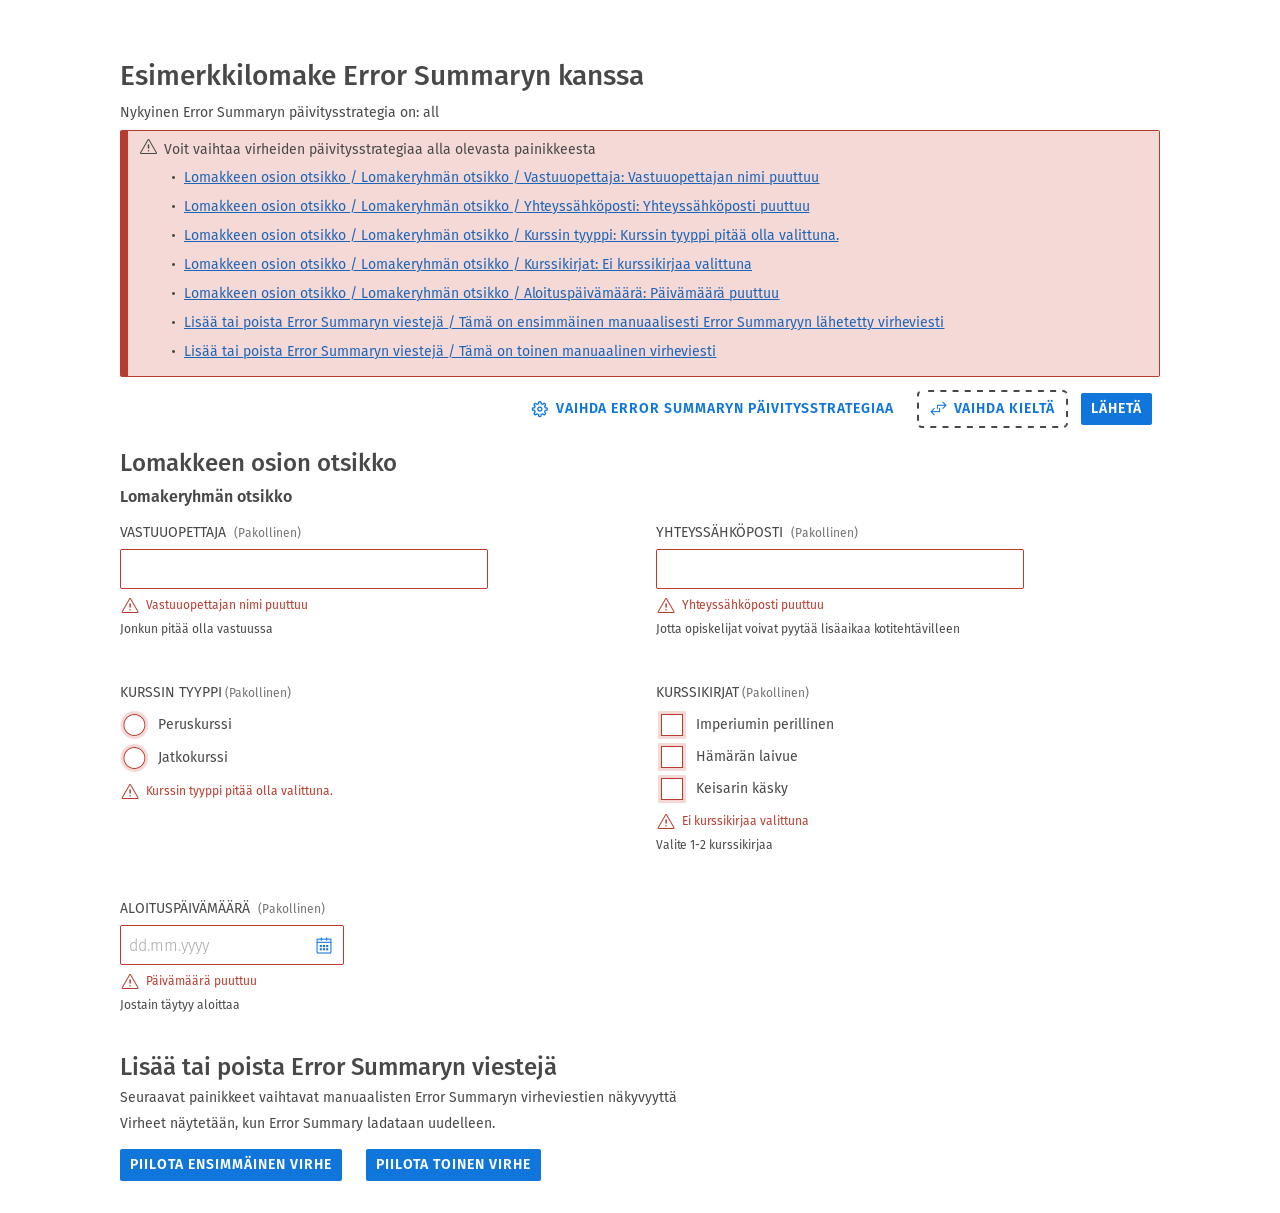 Esimerkkilomake Error Summaryn kanssa
Nykyinen Error Summaryn päivitysstrategia on: all
Voit vaihtaa virheiden päivitysstrategiaa alla olevasta painikkeesta
• Lomakkeen osion otsikko / Lomakeryhmän otsikko / Vastuuopettaja: Vastuuopettajan nimi puuttuu
• Lomakkeen osion otsikko / Lomakeryhmän otsikko / Yhteyssähköposti: Yhteyssähköposti puuttuu
• Lomakkeen osion otsikko / Lomakeryhmän otsikko / Kurssin tyyppi: Kurssin tyyppi pitää olla valittuna.
• Lomakkeen osion otsikko / Lomakeryhmän otsikko / Kurssikirjat: Ei kurssikirjaa valittuna
• Lomakkeen osion otsikko / Lomakeryhmän otsikko / Aloituspäivämäärä: Päivämäärä puuttuu
• Lisää tai poista Error Summaryn viestejä / Tämä on ensimmäinen manuaalisesti Error Summaryyn lähetetty virheviesti
• Lisää tai poista Error Summaryn viestejä / Tämä on toinen manuaalinen virheviesti
VAIHDA ERROR SUMMARYN PÄIVITYSSTRATEGIAA VAIHDA KIELTÄ LÄHETÄ
Lomakkeen osion otsikko
Lomakeryhmän otsikko
VASTUUOPETTAJA (Pakollinen)
Vastuuopettajan nimi puuttuu
Jonkun pitää olla vastuussa
YHTEYSSÄHKÖPOSTI (Pakollinen)
Yhteyssähköposti puuttuu
Jotta opiskelijat voivat pyytää lisäaikaa kotitehtävilleen
KURSSIN TYYPPI (Pakollinen)
Peruskurssi
Jatkokurssi
Kurssin tyyppi pitää olla valittuna.
KURSSIKIRJAT (Pakollinen)
Imperiumin perillinen
Hämärän laivue
Keisarin käsky
Ei kurssikirjaa valittuna
Valite 1-2 kurssikirjaa
ALOITUSPÄIVÄMÄÄRÄ (Pakollinen)
dd.mm.yyyy
Päivämäärä puuttuu
Jostain täytyy aloittaa
Lisää tai poista Error Summaryn viestejä
Seuraavat painikkeet vaihtavat manuaalisten Error Summaryn virheviestien näkyvyyttä
Virheet näytetään, kun Error Summary ladataan uudelleen.
PIILOTA ENSIMMÄINEN VIRHE PIILOTA TOINEN VIRHE